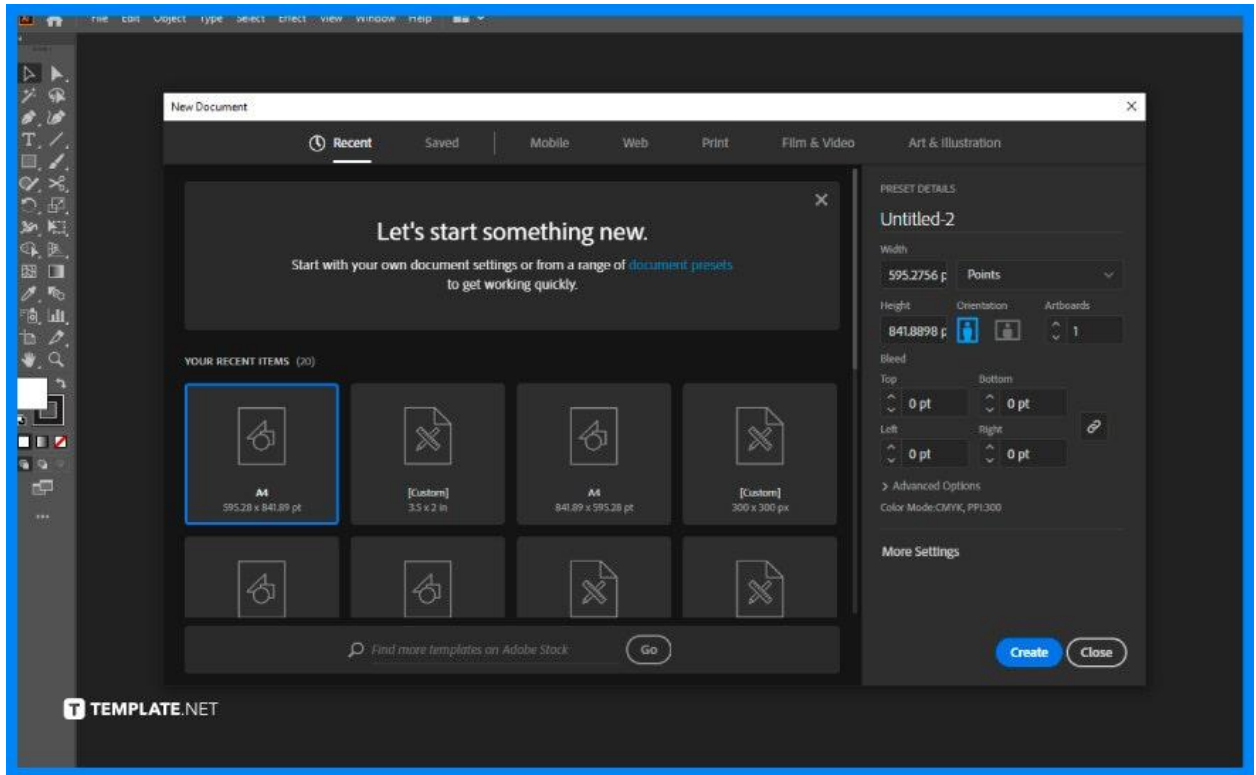 Ai File Edit Object Type Select Effect View Window Help
New Document
Recent Saved Mobile Web Print Film & Video Art & Illustration
Let's start something new.
Start with your own document settings or from a range of document presets
to get working quickly.
YOUR RECENT ITEMS (20)
A4
595.28 x 841.89 pt
[Custom]
3.5 x 2 in
A4
841.89 x 595.28 pt
[Custom]
300 x 300 px
Find more templates on Adobe Stock Go
PRESET DETAILS
Untitled-2
Width
595.2756 p Points
Height Orientation Artboards
841.8898 p 1
Bleed
Top Bottom
0 pt 0 pt
Left Right
0 pt 0 pt
Advanced Options
Color Mode:CMYK, PPI:300
More Settings
Create Close
T TEMPLATE.NET